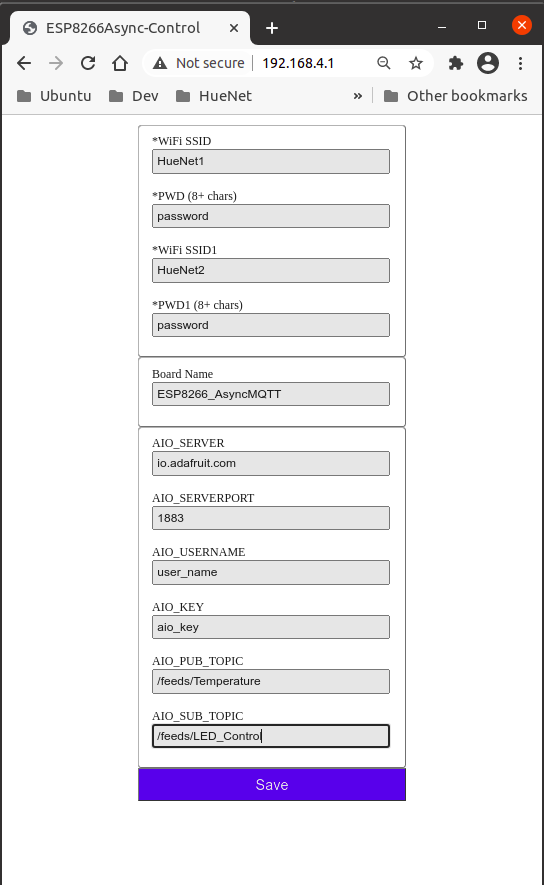 ESP8266Async-Control
Not secure | 192.168.4.1
Ubuntu Dev HueNet » Other bookmarks
*WiFi SSID
HueNet1
*PWD (8+ chars)
password
*WiFi SSID1
HueNet2
*PWD1 (8+ chars)
password
Board Name
ESP8266_AsyncMQTT
AIO_SERVER
io.adafruit.com
AIO_SERVERPORT
1883
AIO_USERNAME
user_name
AIO_KEY
aio_key
AIO_PUB_TOPIC
/feeds/Temperature
AIO_SUB_TOPIC
/feeds/LED_Control
Save